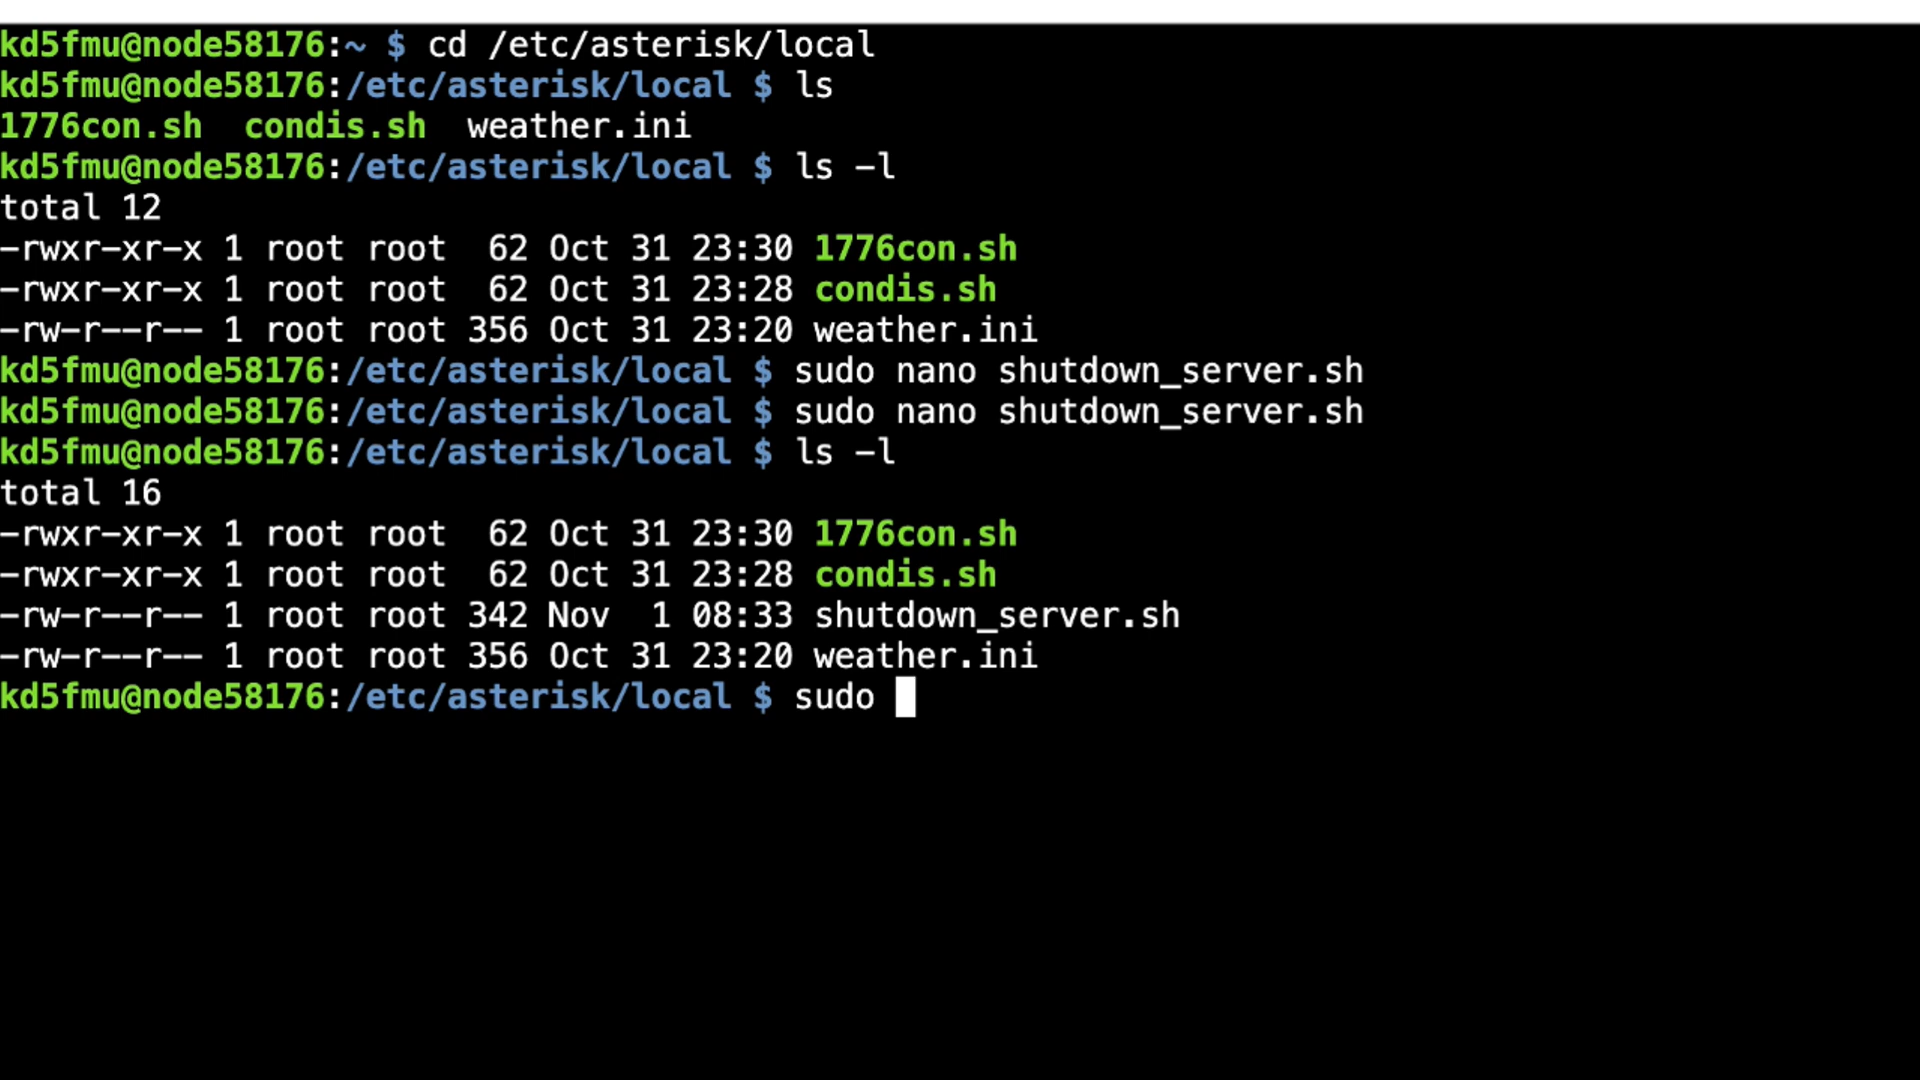 kd5fmu@node58176:~ $ cd /etc/asterisk/local
kd5fmu@node58176:/etc/asterisk/local $ ls
1776con.sh  condis.sh  weather.ini
kd5fmu@node58176:/etc/asterisk/local $ ls -l
total 12
-rwxr-xr-x 1 root root  62 Oct 31 23:30 1776con.sh
-rwxr-xr-x 1 root root  62 Oct 31 23:28 condis.sh
-rw-r--r-- 1 root root 356 Oct 31 23:20 weather.ini
kd5fmu@node58176:/etc/asterisk/local $ sudo nano shutdown_server.sh
kd5fmu@node58176:/etc/asterisk/local $ sudo nano shutdown_server.sh
kd5fmu@node58176:/etc/asterisk/local $ ls -l
total 16
-rwxr-xr-x 1 root root  62 Oct 31 23:30 1776con.sh
-rwxr-xr-x 1 root root  62 Oct 31 23:28 condis.sh
-rw-r--r-- 1 root root 342 Nov  1 08:33 shutdown_server.sh
-rw-r--r-- 1 root root 356 Oct 31 23:20 weather.ini
kd5fmu@node58176:/etc/asterisk/local $ sudo